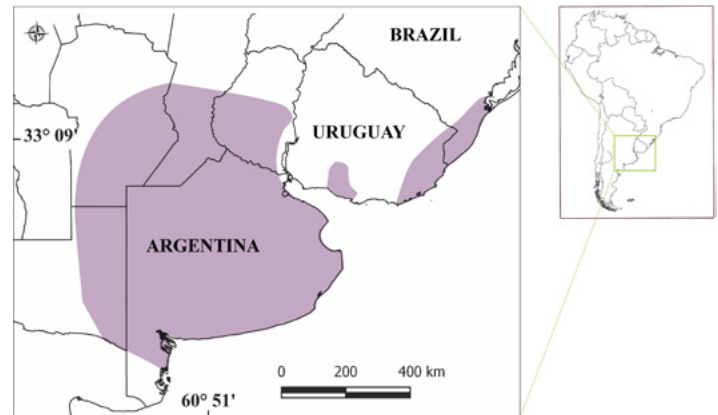 BRAZIL
33° 09'
URUGUAY
ARGENTINA
0 200 400 km
60° 51'